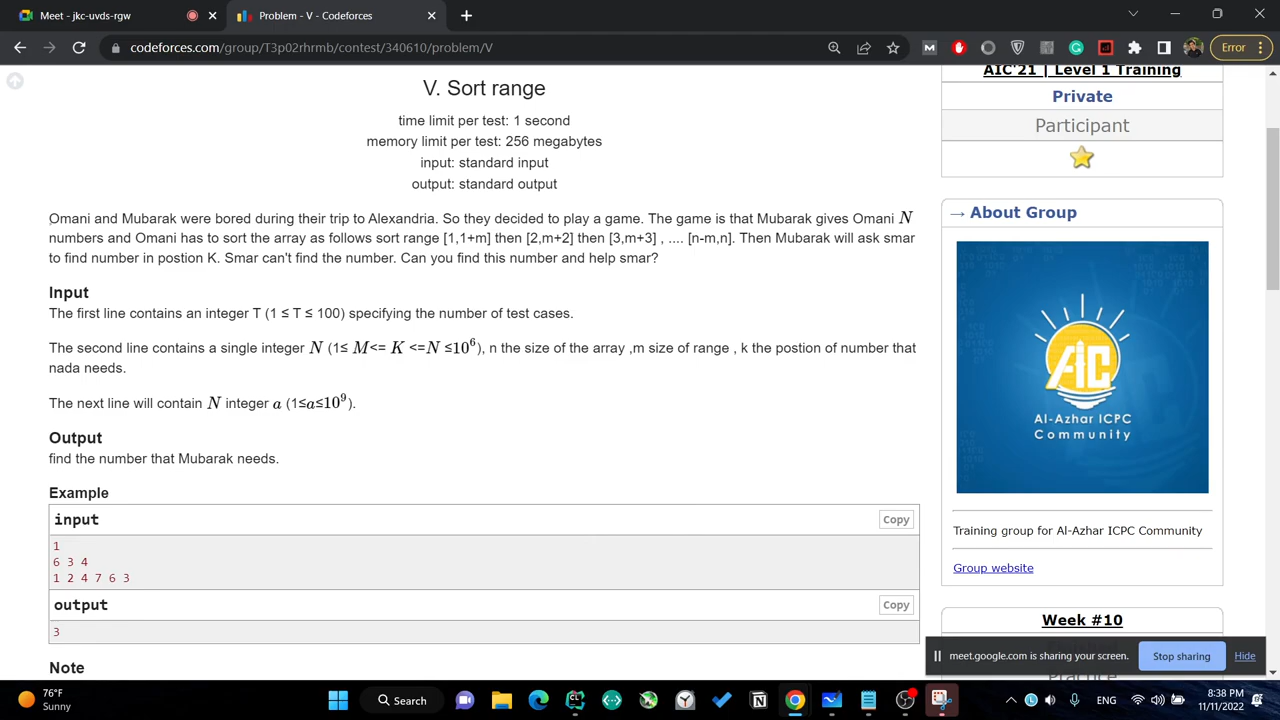 Meet - jkc-uvds-rgw
Problem - V - Codeforces
codeforces.com/group/T3p02rhrmb/contest/340610/problem/V
Error
V. Sort range
time limit per test: 1 second
memory limit per test: 256 megabytes
input: standard input
output: standard output
Omani and Mubarak were bored during their trip to Alexandria. So they decided to play a game. The game is that Mubarak gives Omani N
numbers and Omani has to sort the array as follows sort range [1,1+m] then [2,m+2] then [3,m+3] , .... [n-m,n]. Then Mubarak will ask smar
to find number in postion K. Smar can't find the number. Can you find this number and help smar?
Input
The first line contains an integer T (1 ≤ T ≤ 100) specifying the number of test cases.
The second line contains a single integer N (1≤ M<= K <=N ≤10^6), n the size of the array ,m size of range , k the postion of number that
nada needs.
The next line will contain N integer a (1≤a≤10^9).
Output
find the number that Mubarak needs.
Example
input
Copy
1
6 3 4
1 2 4 7 6 3
output
Copy
3
Note
AIC'21 | Level 1 Training
Private
Participant
→ About Group
AIC
Al-Azhar ICPC
Community
Training group for Al-Azhar ICPC Community
Group website
Week #10
Practice
meet.google.com is sharing your screen.
Stop sharing
Hide
76°F
Sunny
Search
ENG
8:38 PM
11/11/2022